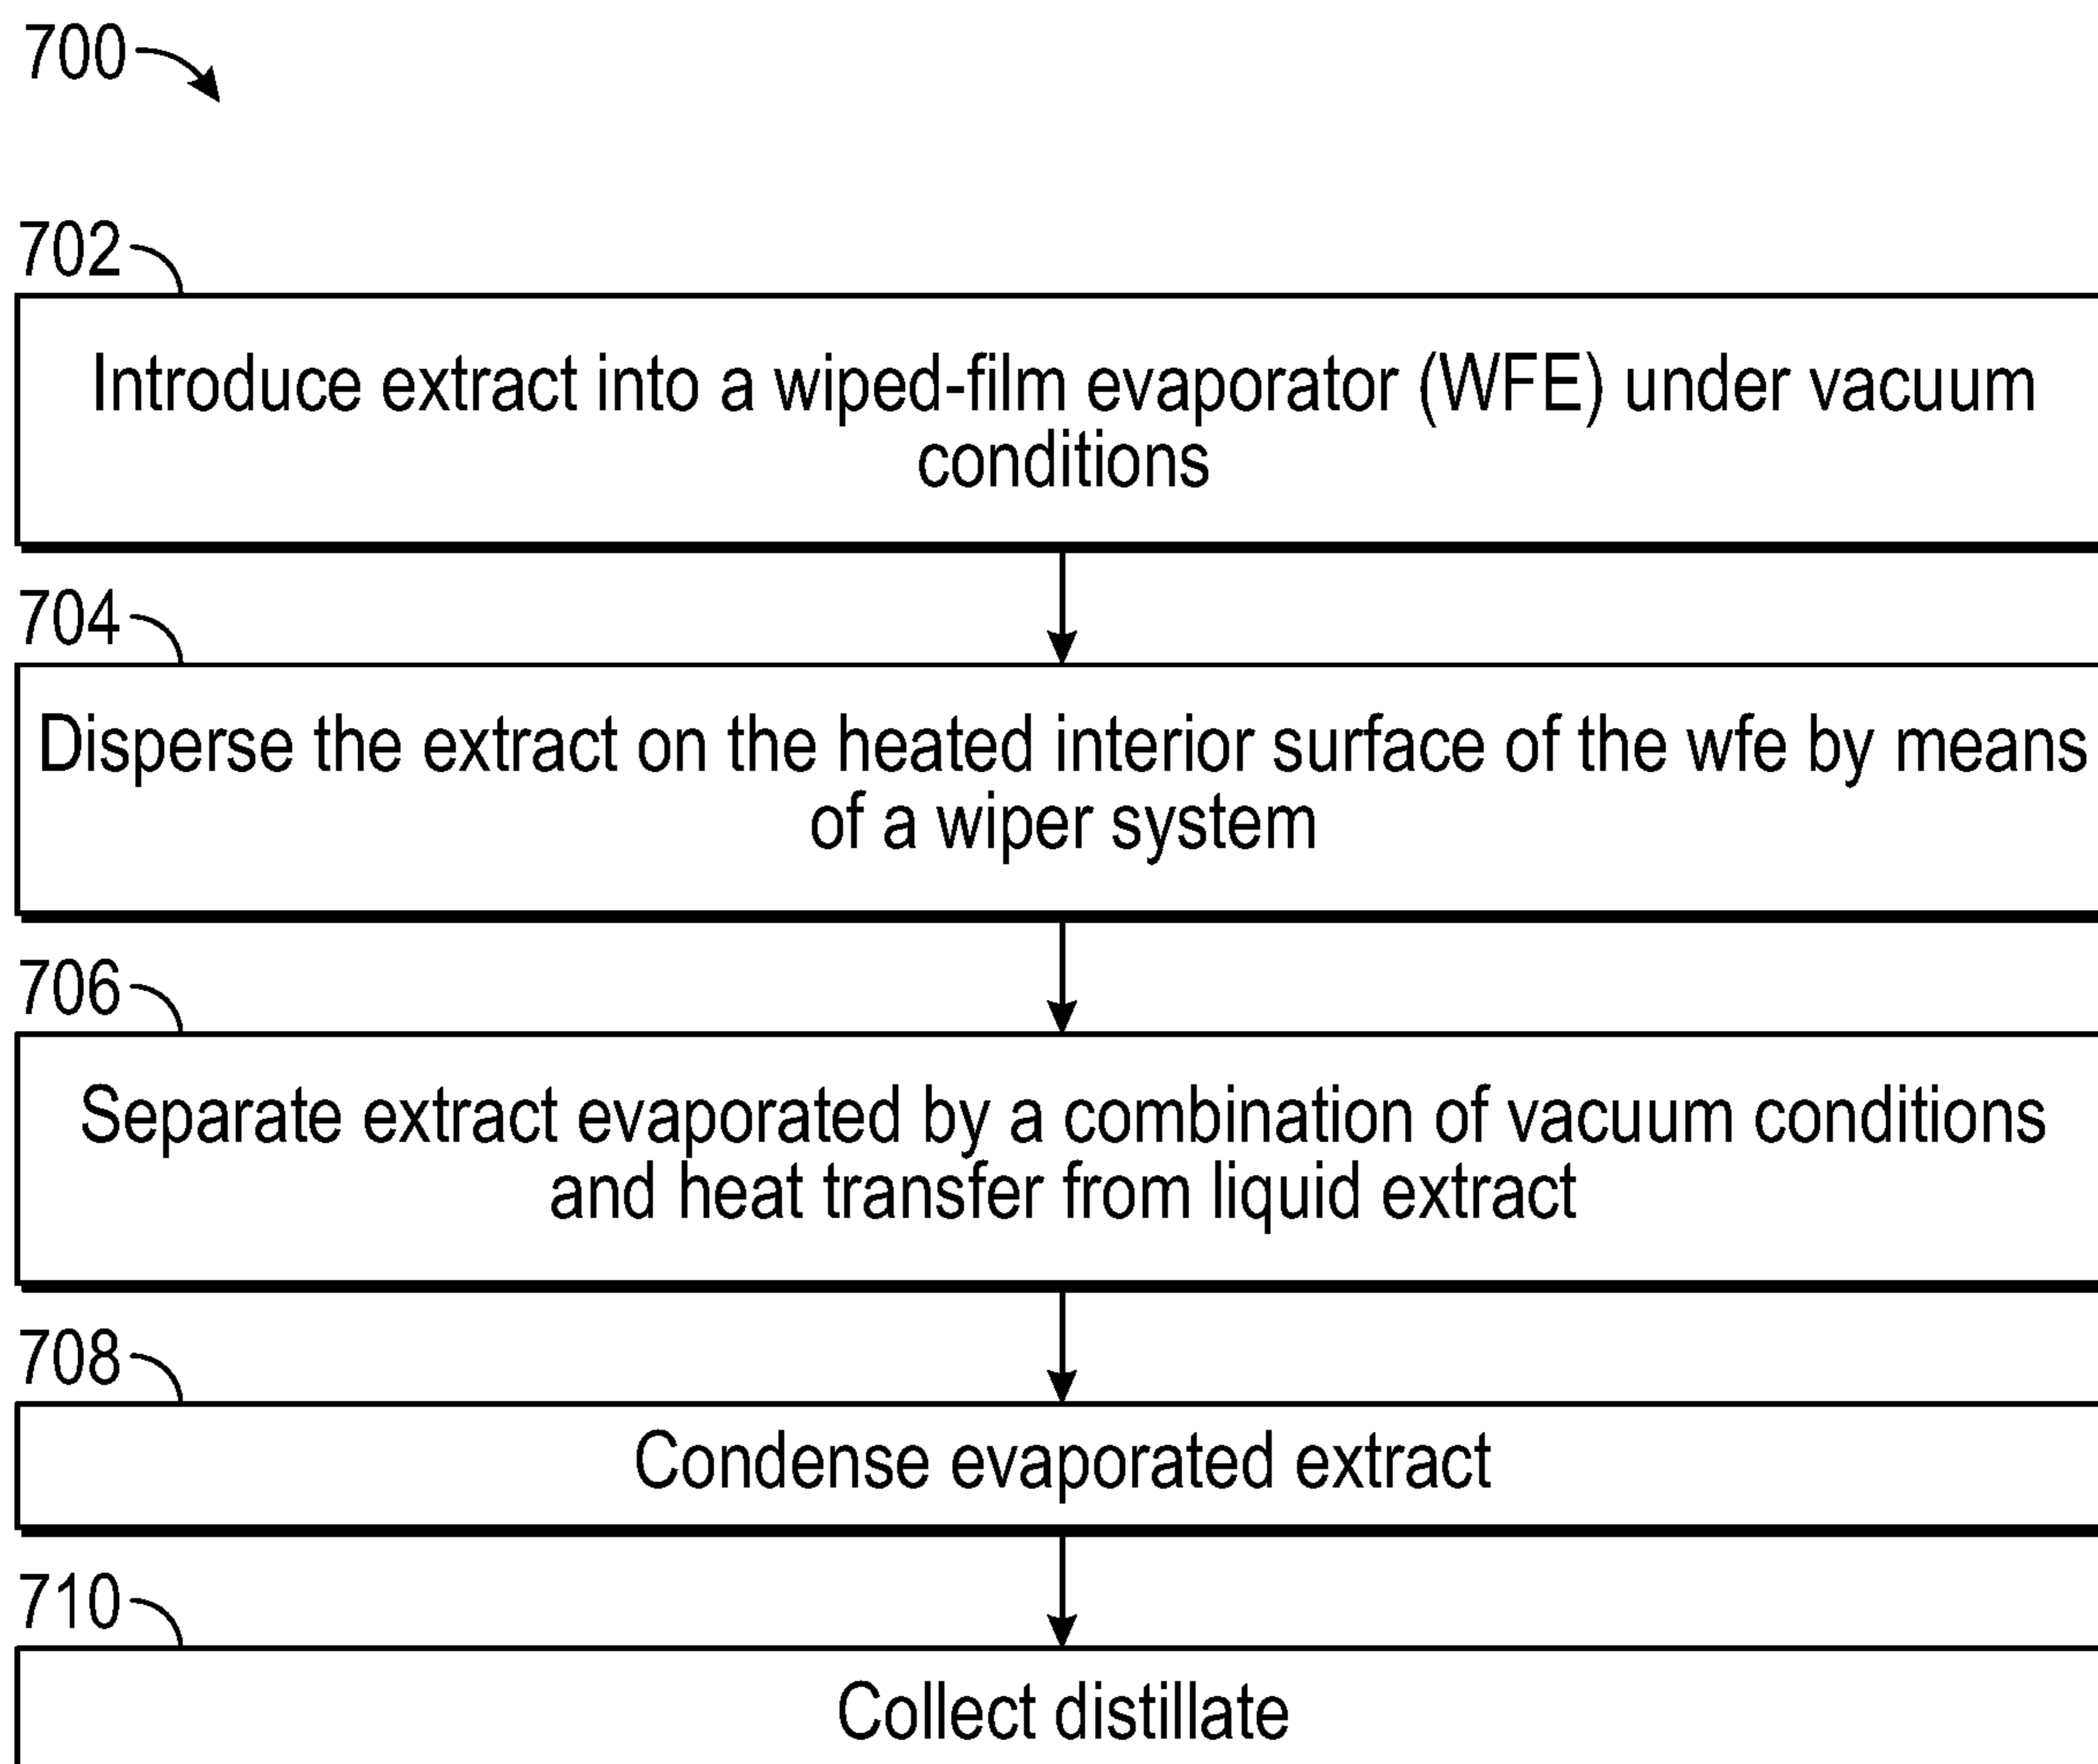 700
702
Introduce extract into a wiped-film evaporator (WFE) under vacuum
conditions
704
Disperse the extract on the heated interior surface of the wfe by means
of a wiper system
706
Separate extract evaporated by a combination of vacuum conditions
and heat transfer from liquid extract
708
Condense evaporated extract
710
Collect distillate